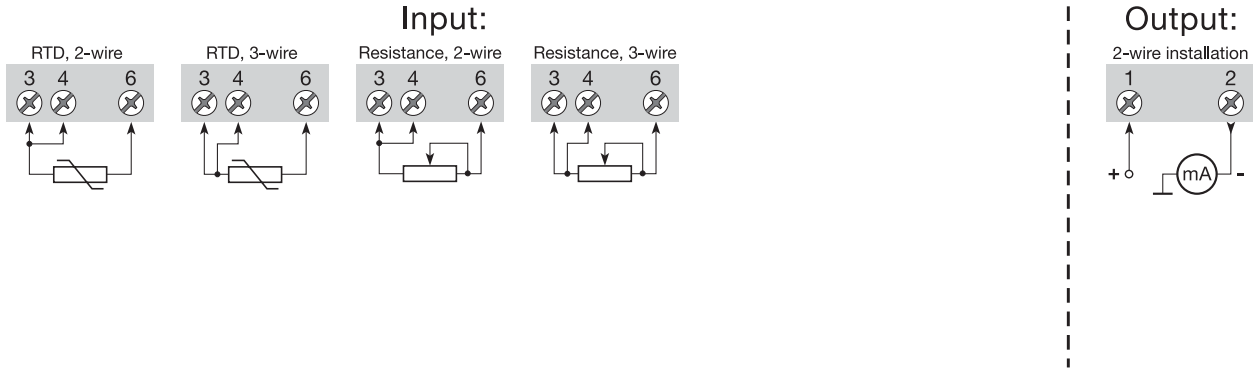 Input:
Output:
RTD, 2-wire
3 4 6
RTD, 3-wire
3 4 6
Resistance, 2-wire
3 4 6
Resistance, 3-wire
3 4 6
2-wire installation
1 2
+ mA -